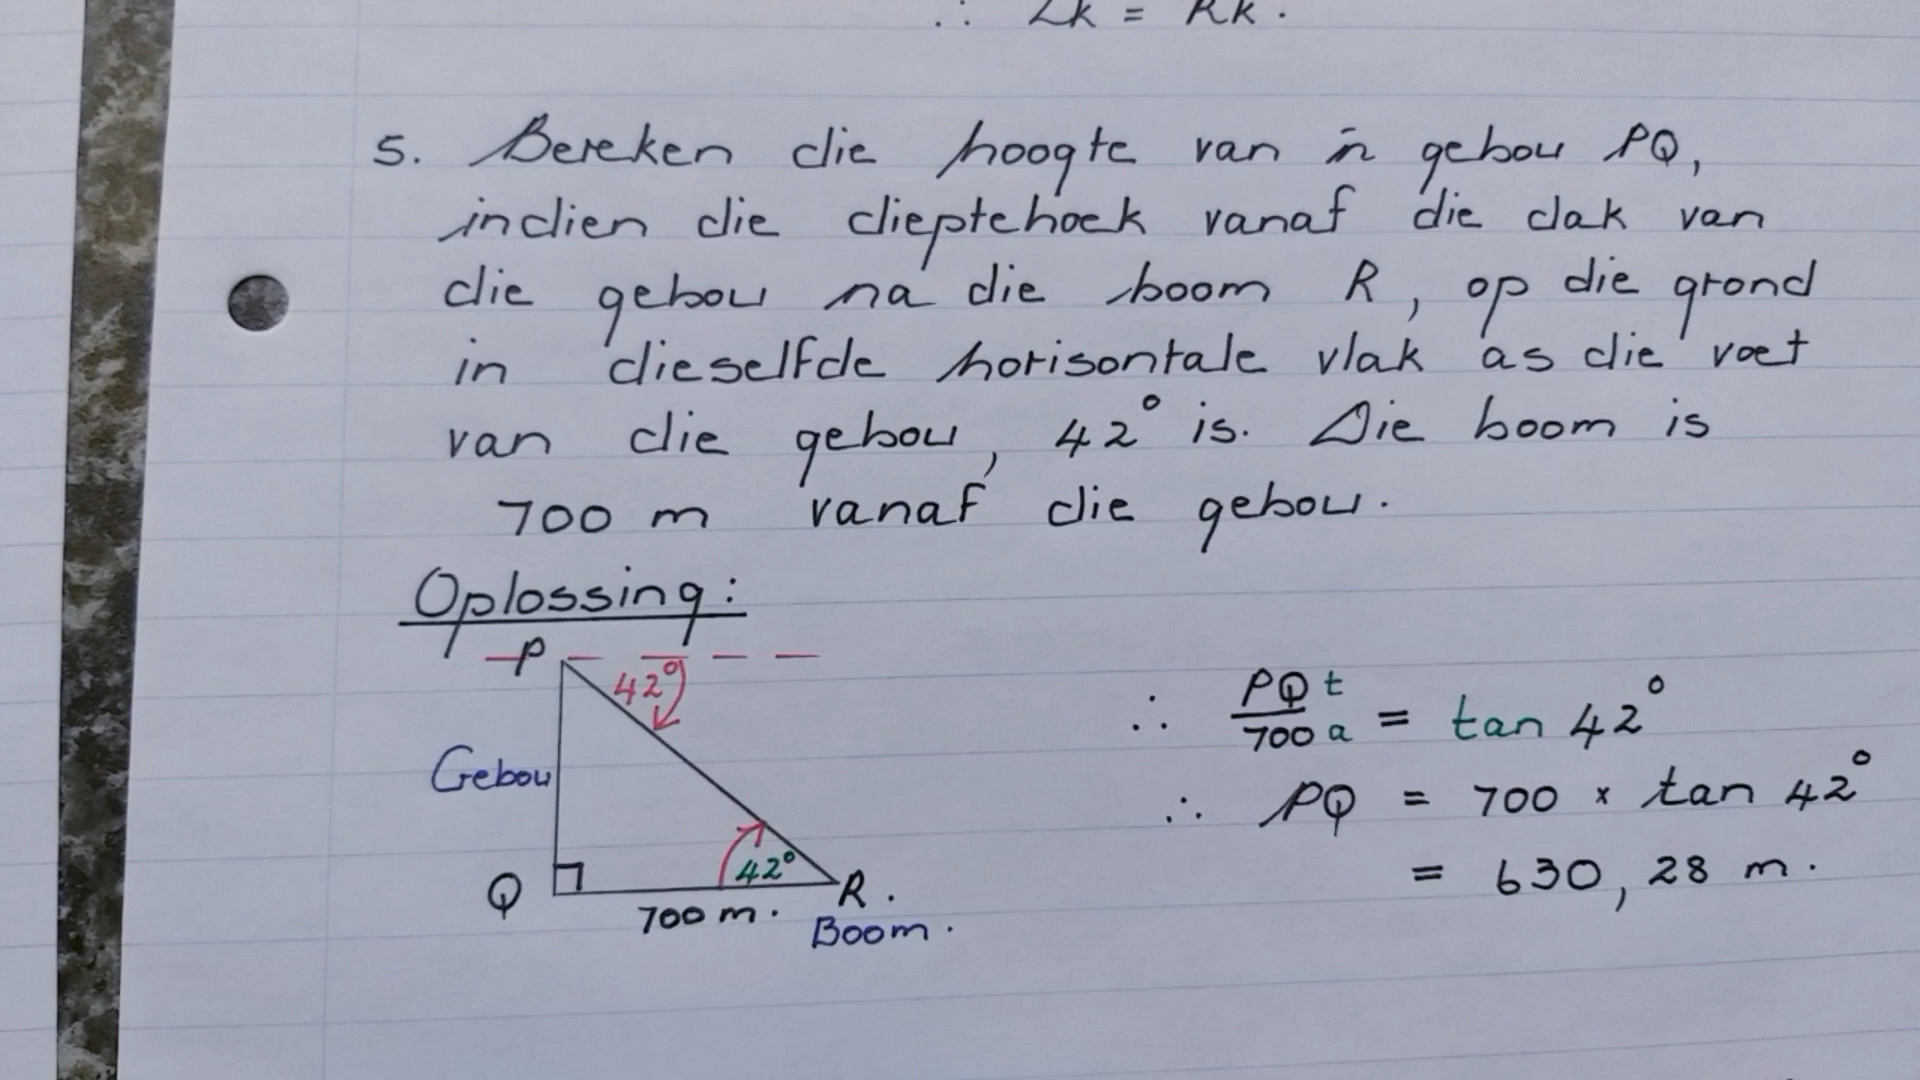 ∴ Zk = Rk.
5. Bereken die hoogte van 'n gebou PQ,
indien die dieptehoek vanaf die dak van
die gebou na die boom R, op die grond
in dieselfde horisontale vlak as die voet
van die gebou, 42° is. Die boom is
700 m vanaf die gebou.
Oplossing:
P
42°
Gebou
Q
42°
R.
700 m.
Boom.
∴ PQ t / 700 a = tan 42°
∴ PQ = 700 × tan 42°
= 630,28 m.